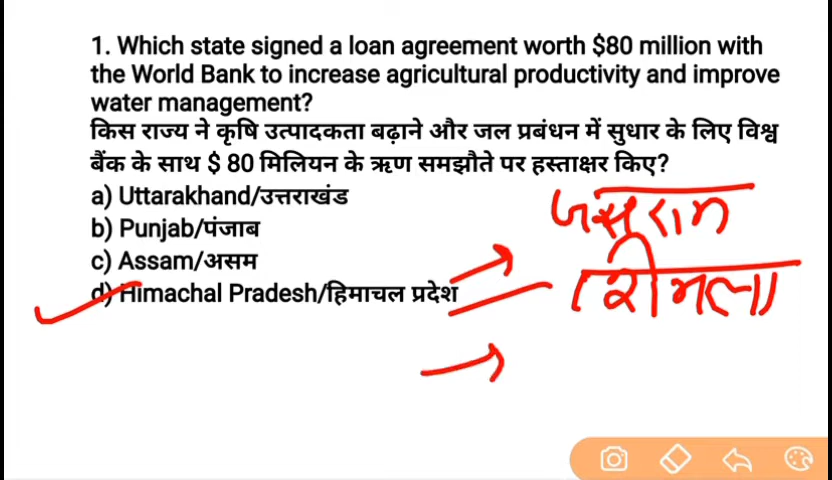 1. Which state signed a loan agreement worth $80 million with
the World Bank to increase agricultural productivity and improve
water management?
किस राज्य ने कृषि उत्पादकता बढ़ाने और जल प्रबंधन में सुधार के लिए विश्व
बैंक के साथ $ 80 मिलियन के ऋण समझौते पर हस्ताक्षर किए?
a) Uttarakhand/उत्तराखंड
b) Punjab/पंजाब
c) Assam/असम
d) Himachal Pradesh/हिमाचल प्रदेश